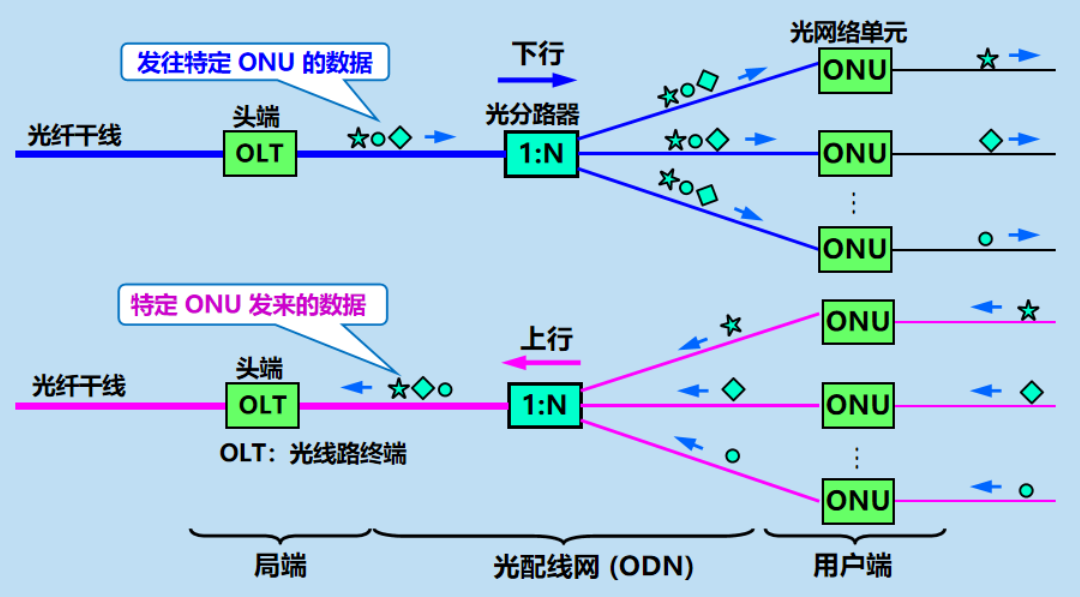 光网络单元
下行
发往特定 ONU 的数据
ONU
光分路器
头端
光纤干线
OLT
1:N
ONU
ONU
特定 ONU 发来的数据
ONU
上行
头端
光纤干线
OLT
1:N
ONU
OLT：光线路终端
ONU
局端
光配线网 (ODN)
用户端